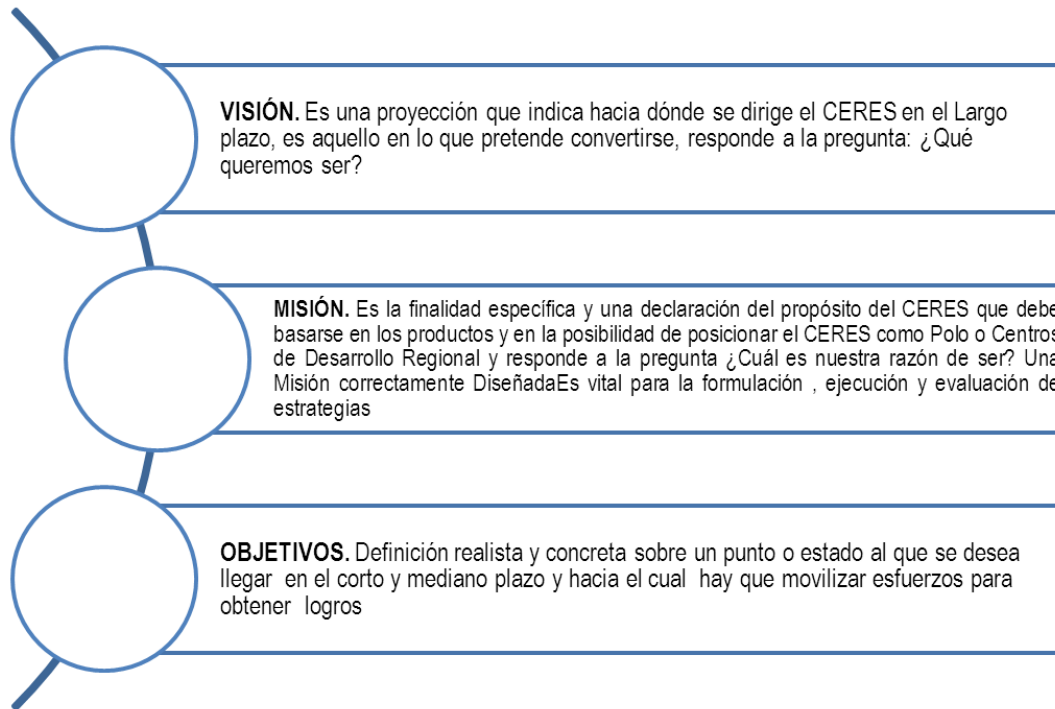 VISIÓN. Es una proyección que indica hacia dónde se dirige el CERES en el Largo
plazo, es aquello en lo que pretende convertirse, responde a la pregunta: ¿Qué
queremos ser?
MISIÓN. Es la finalidad específica y una declaración del propósito del CERES que debe
basarse en los productos y en la posibilidad de posicionar el CERES como Polo o Centros
de Desarrollo Regional y responde a la pregunta ¿Cuál es nuestra razón de ser? Una
Misión correctamente DiseñadaEs vital para la formulación , ejecución y evaluación de
estrategias
OBJETIVOS. Definición realista y concreta sobre un punto o estado al que se desea
llegar en el corto y mediano plazo y hacia el cual hay que movilizar esfuerzos para
obtener logros